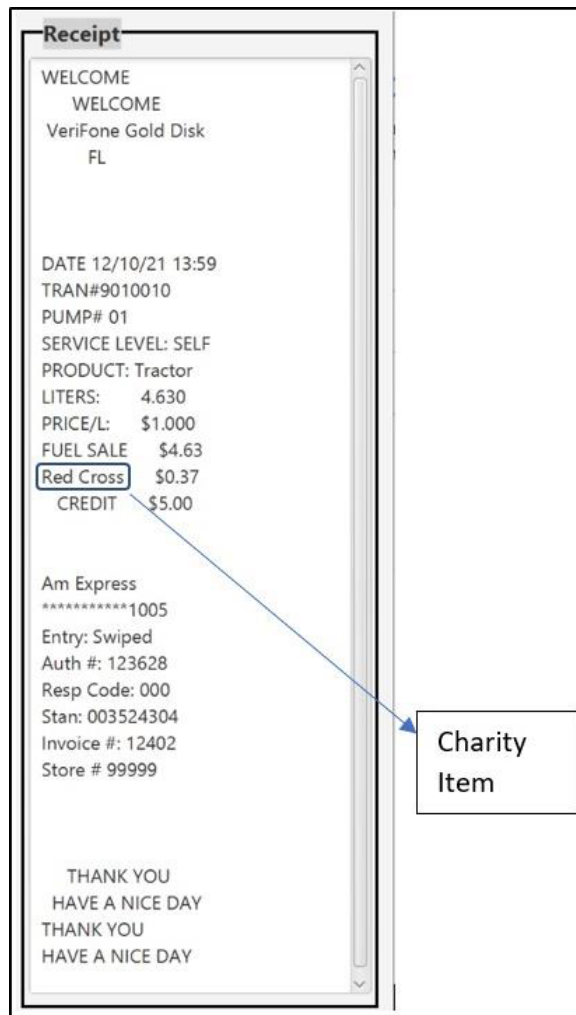 Receipt
WELCOME
WELCOME
VeriFone Gold Disk
FL
DATE 12/10/21 13:59
TRAN#9010010
PUMP# 01
SERVICE LEVEL: SELF
PRODUCT: Tractor
LITERS: 4.630
PRICE/L: $1.000
FUEL SALE $4.63
Red Cross $0.37
CREDIT $5.00
Am Express
***********1005
Entry: Swiped
Auth #: 123628
Resp Code: 000
Stan: 003524304
Invoice #: 12402
Store # 99999
THANK YOU
HAVE A NICE DAY
THANK YOU
HAVE A NICE DAY
Charity
Item